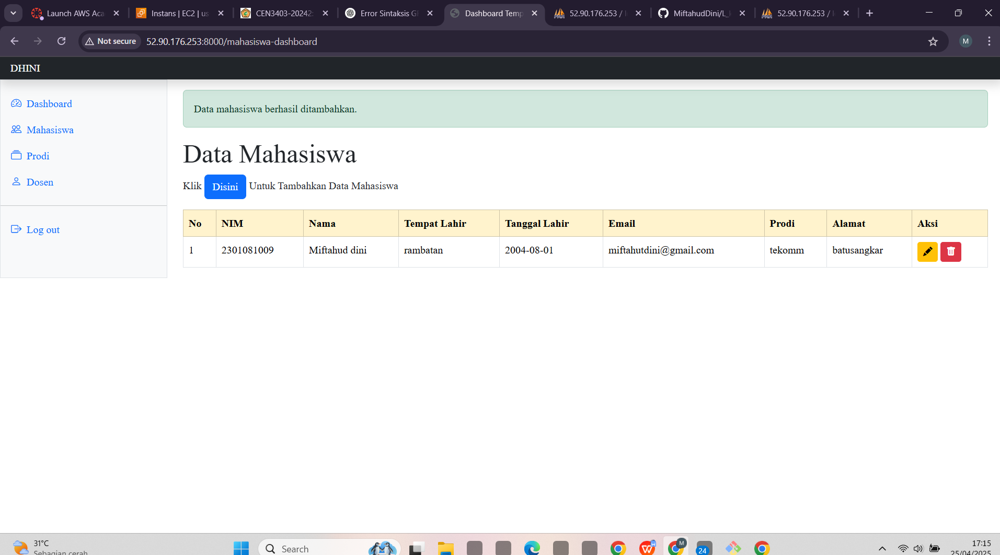 Launch AWS Aca
Instans | EC2 | us
CEN3403-20242
Error Sintaksis GF
Dashboard Temp
52.90.176.253 /
MiftahudDini/L_
52.90.176.253 /
Not secure
52.90.176.253:8000/mahasiswa-dashboard
M
DHINI
Dashboard
Mahasiswa
Prodi
Dosen
Log out
Data mahasiswa berhasil ditambahkan.
Data Mahasiswa
Klik Disini Untuk Tambahkan Data Mahasiswa
No NIM Nama Tempat Lahir Tanggal Lahir Email Prodi Alamat Aksi
1 2301081009 Miftahud dini rambatan 2004-08-01 miftahutdini@gmail.com tekomm batusangkar
31°C
Sebagian cerah
Search
W
M
24
17:15
25/04/2025